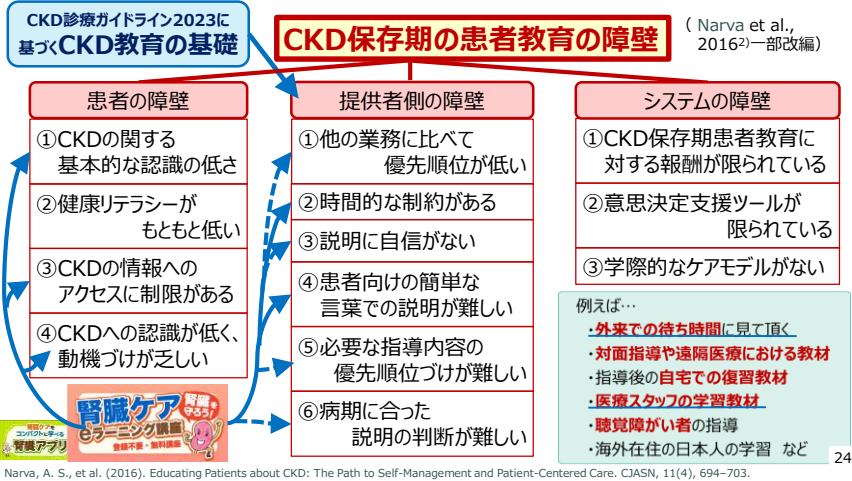 CKD診療ガイドライン2023に
基づくCKD教育の基礎
CKD保存期の患者教育の障壁
( Narva et al.,
2016²⁾一部改編)
患者の障壁
①CKDの関する
基本的な認識の低さ
②健康リテラシーが
もともと低い
③CKDの情報への
アクセスに制限がある
④CKDへの認識が低く、
動機づけが乏しい
提供者側の障壁
①他の業務に比べて
優先順位が低い
②時間的な制約がある
③説明に自信がない
④患者向けの簡単な
言葉での説明が難しい
⑤必要な指導内容の
優先順位づけが難しい
⑥病期に合った
説明の判断が難しい
システムの障壁
①CKD保存期患者教育に
対する報酬が限られている
②意思決定支援ツールが
限られている
③学際的なケアモデルがない
例えば…
・外来での待ち時間に見て頂く
・対面指導や遠隔医療における教材
・指導後の自宅での復習教材
・医療スタッフの学習教材
・聴覚障がい者の指導
・海外在住の日本人の学習 など
腎臓ケアを
コンパクトに学べる
腎臓アプリ
腎臓ケア
eラーニング講座
登録不要・無料講座
腎臓を
守ろう!
24
Narva, A. S., et al. (2016). Educating Patients about CKD: The Path to Self-Management and Patient-Centered Care. CJASN, 11(4), 694–703.